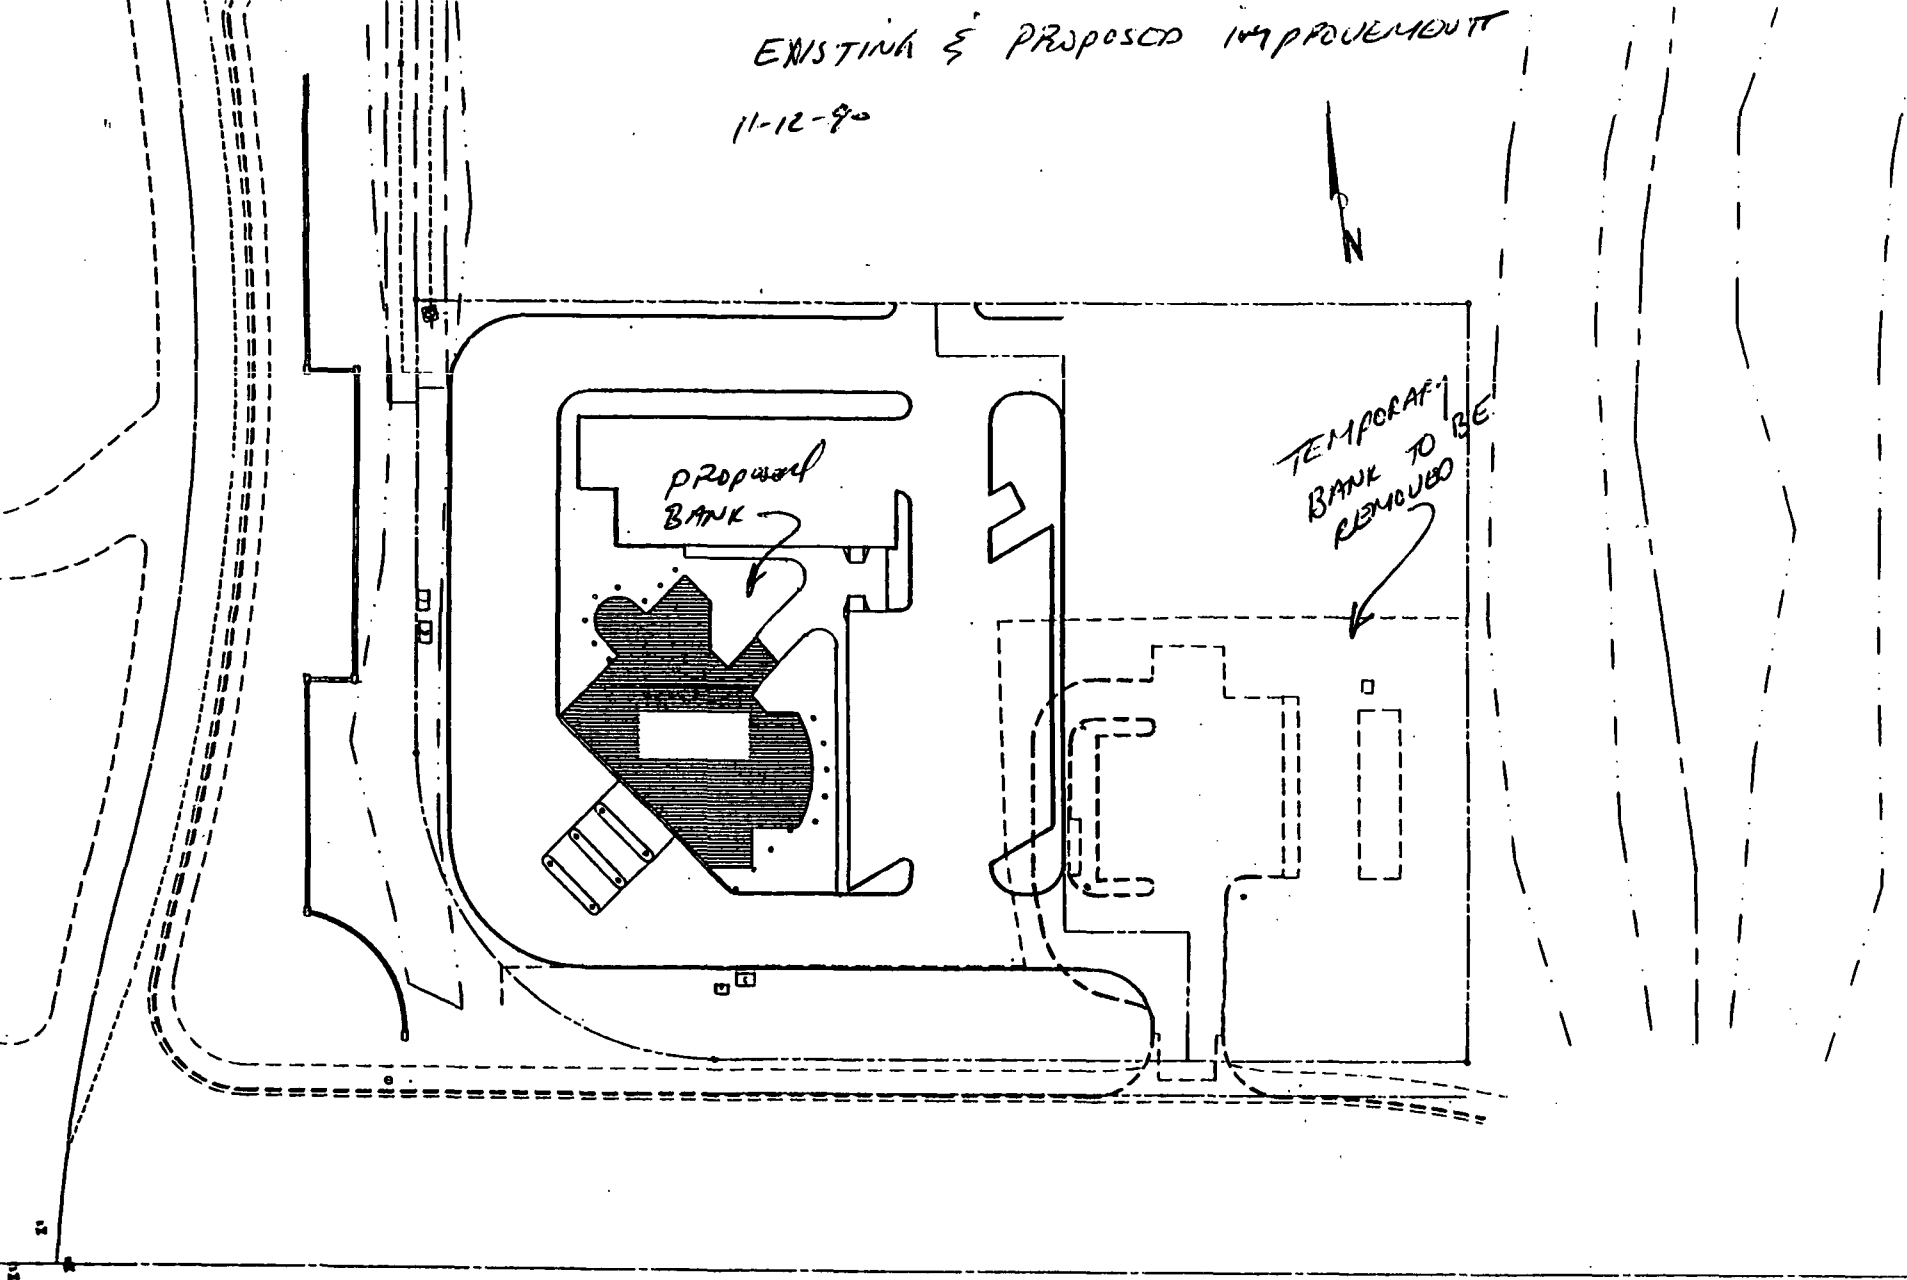 EXISTING & PROPOSED IMPROVEMENTS
11-12-90
N
PROPOSED
BANK
TEMPORARY
BANK TO BE
REMOVED